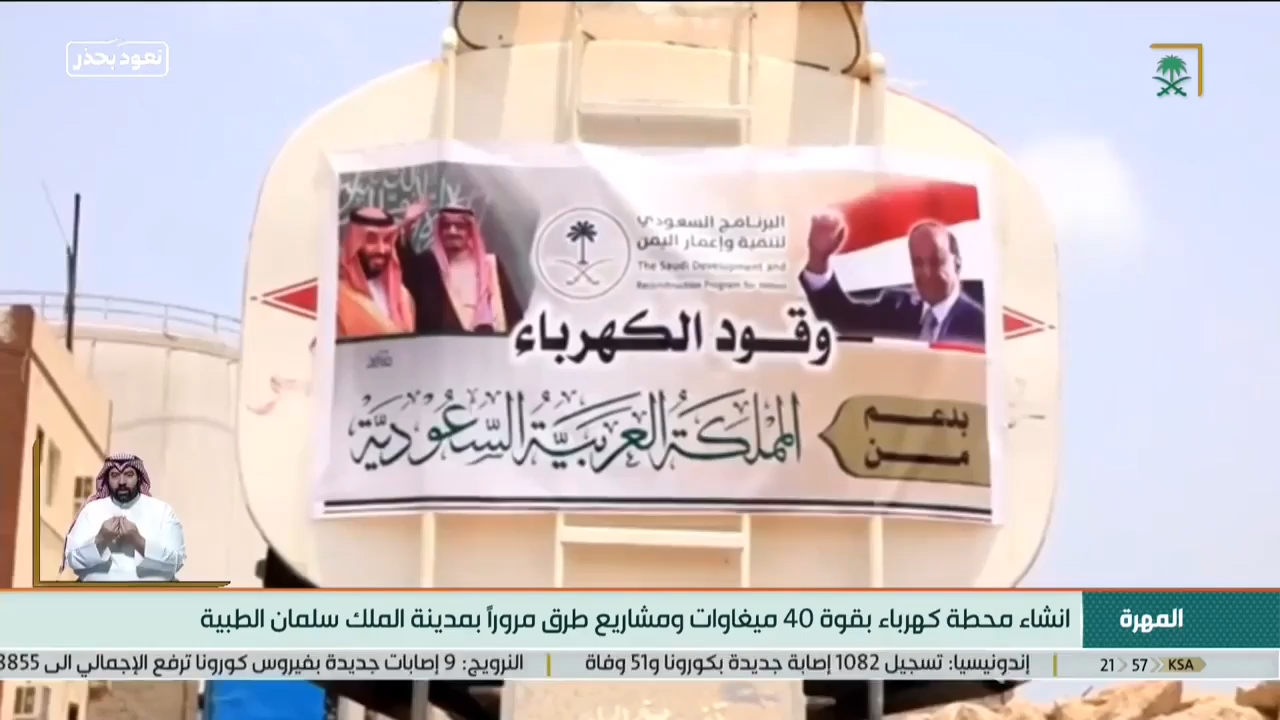 نعود بحذر
البرنامج السعودي
لتنمية وإعمار اليمن
The Saudi Development and
Reconstruction Program for Yemen
وقود الكهرباء
بدعم
من
المملكة العربية السعودية
المهرة
انشاء محطة كهرباء بقوة 40 ميغاوات ومشاريع طرق مروراً بمدينة الملك سلمان الطبية
KSA 21 57
إندونيسيا: تسجيل 1082 إصابة جديدة بكورونا و51 وفاة
النرويج: 9 إصابات جديدة بفيروس كورونا ترفع الإجمالي الى 3855